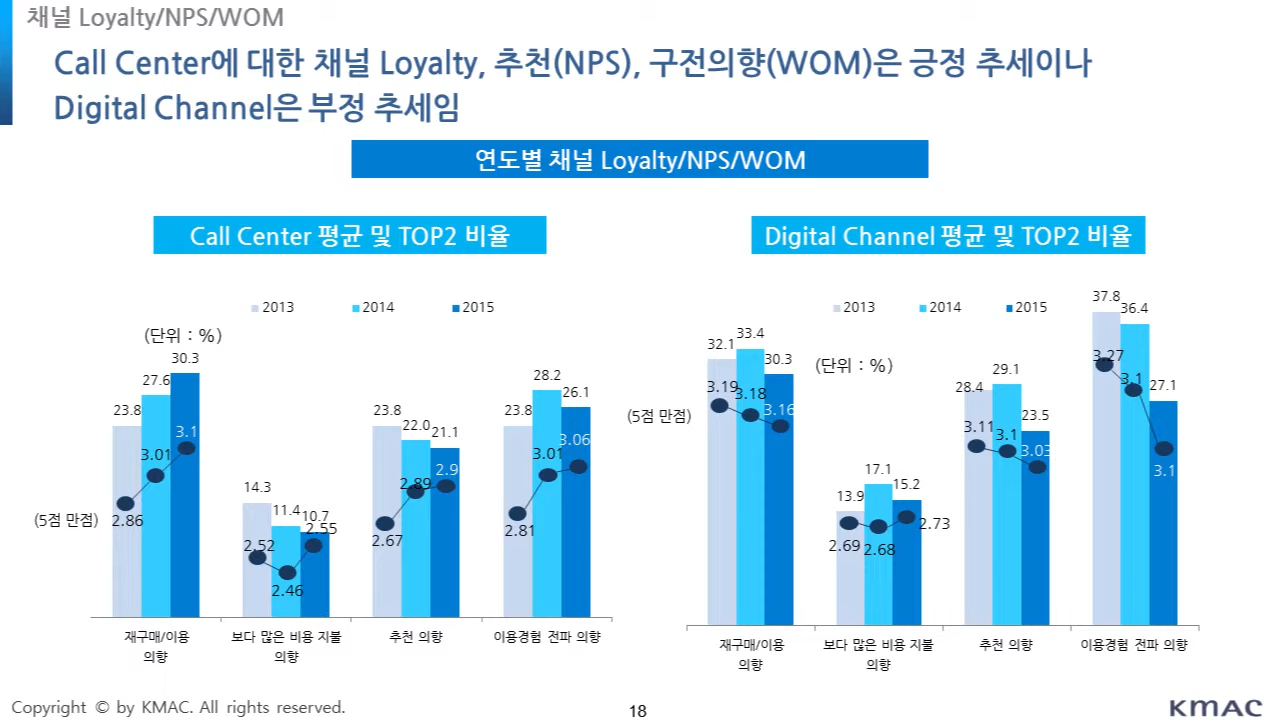 채널 Loyalty/NPS/WOM
Call Center에 대한 채널 Loyalty, 추천(NPS), 구전의향(WOM)은 긍정 추세이나
Digital Channel은 부정 추세임
연도별 채널 Loyalty/NPS/WOM
Call Center 평균 및 TOP2 비율
2013 2014 2015
(단위 : %)
(5점 만점)
23.8 27.6 30.3
2.86 3.01 3.1
14.3 11.4 10.7
2.52 2.46 2.55
23.8 22.0 21.1
2.67 2.89 2.9
23.8 28.2 26.1
2.81 3.01 3.06
재구매/이용 의향
보다 많은 비용 지불 의향
추천 의향
이용경험 전파 의향
Digital Channel 평균 및 TOP2 비율
2013 2014 2015
(단위 : %)
(5점 만점)
32.1 33.4 30.3
3.19 3.18 3.16
13.9 17.1 15.2
2.69 2.68 2.73
28.4 29.1 23.5
3.11 3.1 3.03
37.8 36.4 27.1
3.27 3.1 3.1
재구매/이용 의향
보다 많은 비용 지불 의향
추천 의향
이용경험 전파 의향
Copyright © by KMAC. All rights reserved.
18
KMAC